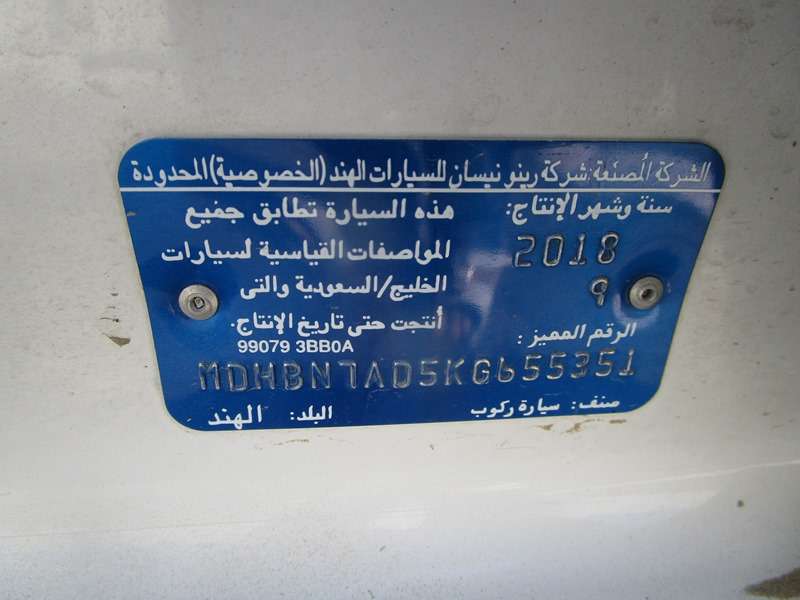 الشركة المصنعة: شركة رينو نيسان للسيارات الهند (الخصوصية) المحدودة
سنة وشهر الإنتاج:
2018
9
هذه السيارة تطابق جميع
المواصفات القياسية لسيارات
الخليج/السعودية والتى
أنتجت حتى تاريخ الإنتاج.
99079 3BB0A
الرقم المميز:
MDHBN7AD5KG655351
صنف: سيارة ركوب
البلد: الهند